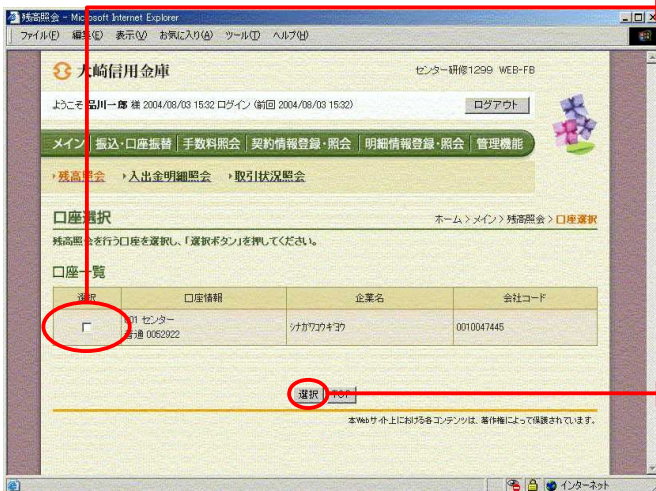 残高照会 - Microsoft Internet Explorer
ファイル(F) 編集(E) 表示(V) お気に入り(A) ツール(T) ヘルプ(H)
大崎信用金庫
センター研修1299 WEB-FB
ようこそ 品川一郎 様 2004/08/03 15:32 ログイン (前回 2004/08/03 15:32)
ログアウト
メイン 振込・口座振替 手数料照会 契約情報登録・照会 明細情報登録・照会 管理機能
残高照会 入出金明細照会 取引状況照会
口座選択
ホーム > メイン > 残高照会 > 口座選択
残高照会を行う口座を選択し、「選択ボタン」を押してください。
口座一覧
選択 口座情報 企業名 会社コード
001 センター
普通 0052922
シナガワコウギヨウ 0010047445
選択 TOP
本Webサイト上における各コンテンツは、著作権によって保護されています。
インターネット